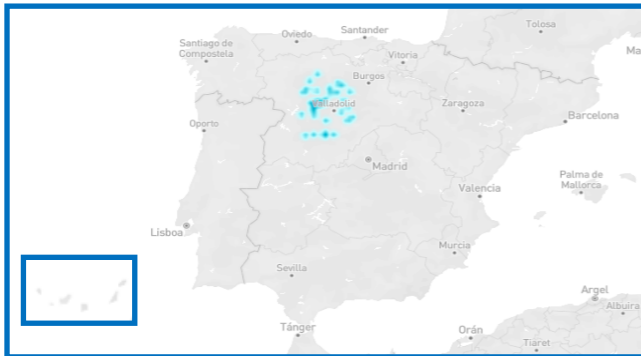 Tolosa
Santander
Oviedo
Santiago de
Compostela
Vitoria
Ma
Burgos
Valladolid
Zaragoza
Barcelona
Oporto
Madrid
Palma de
Mallorca
Valencia
Lisboa
Murcia
Sevilla
Argel
Albuira
Tánger
Orán
Tiaret